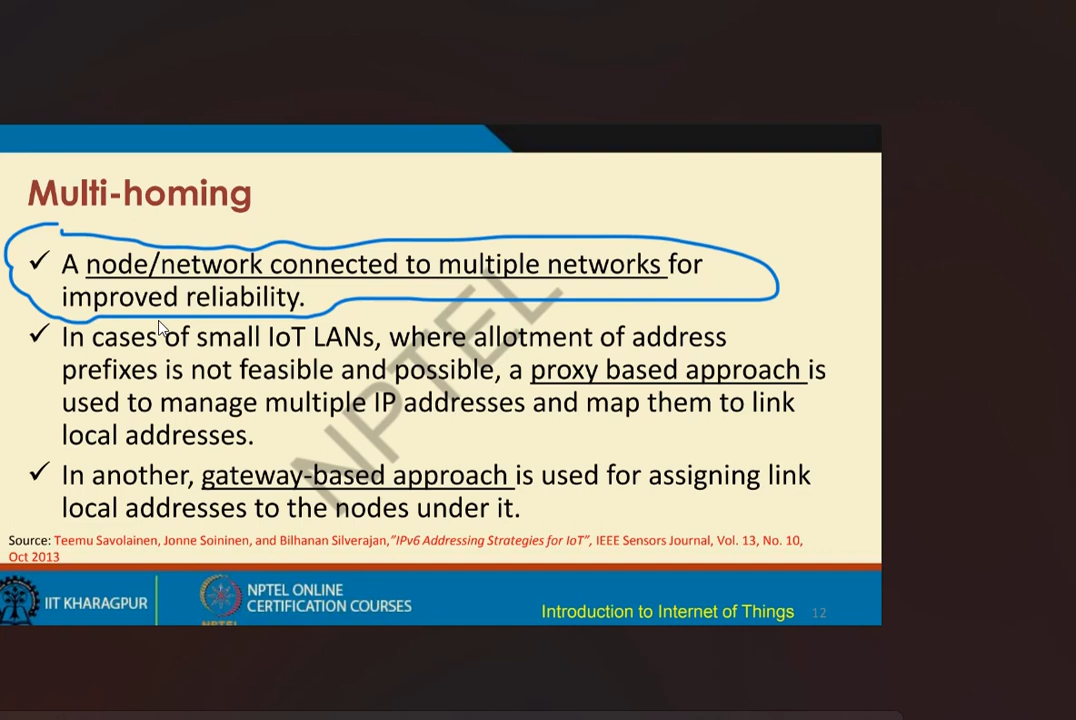 Multi-homing
✓ A node/network connected to multiple networks for
improved reliability.
✓ In cases of small IoT LANs, where allotment of address
prefixes is not feasible and possible, a proxy based approach is
used to manage multiple IP addresses and map them to link
local addresses.
✓ In another, gateway-based approach is used for assigning link
local addresses to the nodes under it.
NPTEL
Source: Teemu Savolainen, Jonne Soininen, and Bilhanan Silverajan,"IPv6 Addressing Strategies for IoT", IEEE Sensors Journal, Vol. 13, No. 10,
Oct 2013
IIT KHARAGPUR
NPTEL ONLINE
CERTIFICATION COURSES
NPTEL
Introduction to Internet of Things 12